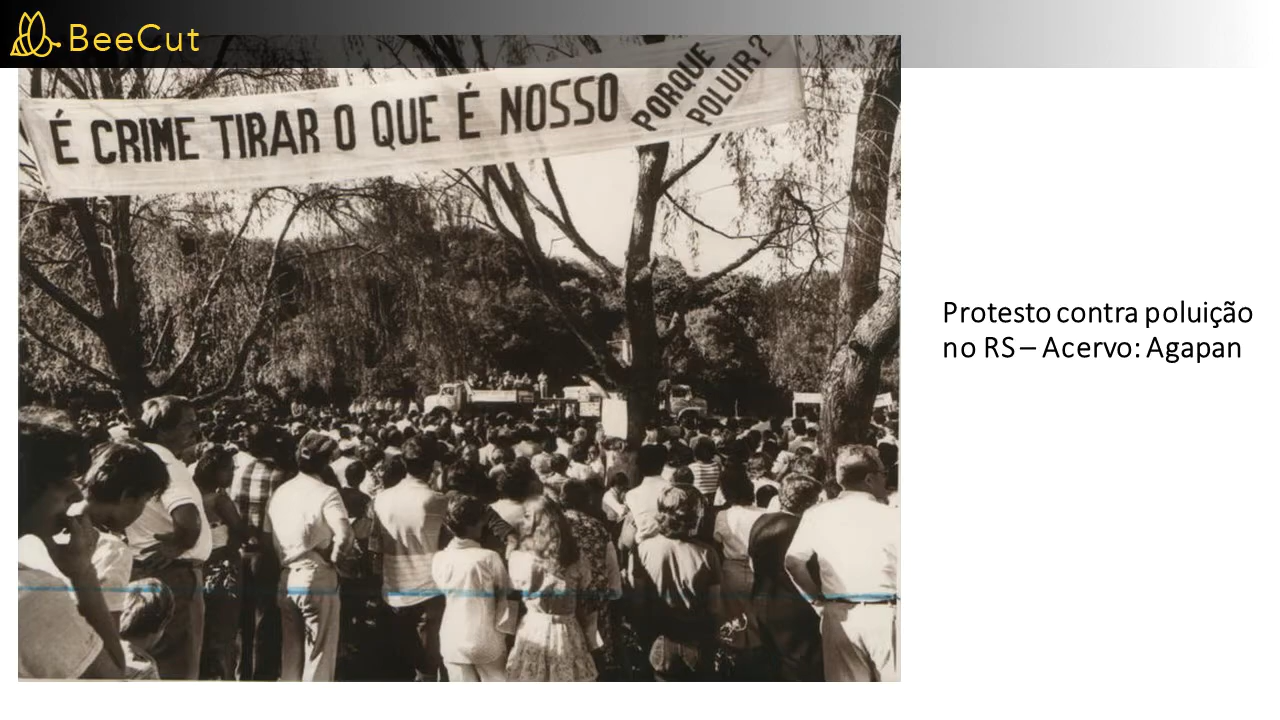 BeeCut
É CRIME TIRAR O QUE É NOSSO
PORQUE
POLUIR?
Protesto contra poluição
no RS – Acervo: Agapan